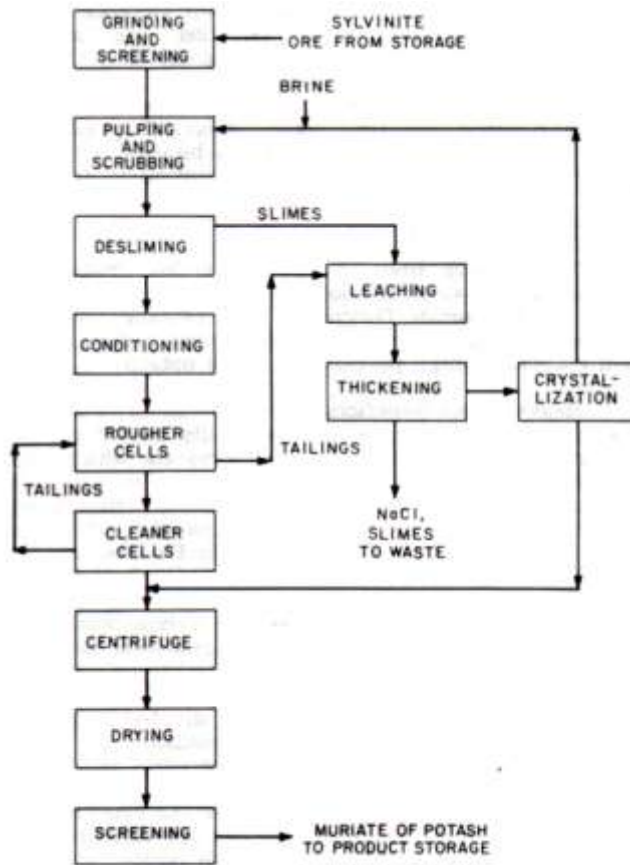 GRINDING
AND
SCREENING
SYLVINITE
ORE FROM STORAGE
BRINE
PULPING
AND
SCRUBBING
SLIMES
DESLIMING
LEACHING
CONDITIONING
THICKENING
CRYSTAL-
LIZATION
ROUGHER
CELLS
TAILINGS
TAILINGS
CLEANER
CELLS
NaCl,
SLIMES
TO WASTE
CENTRIFUGE
DRYING
SCREENING
MURIATE OF POTASH
TO PRODUCT STORAGE